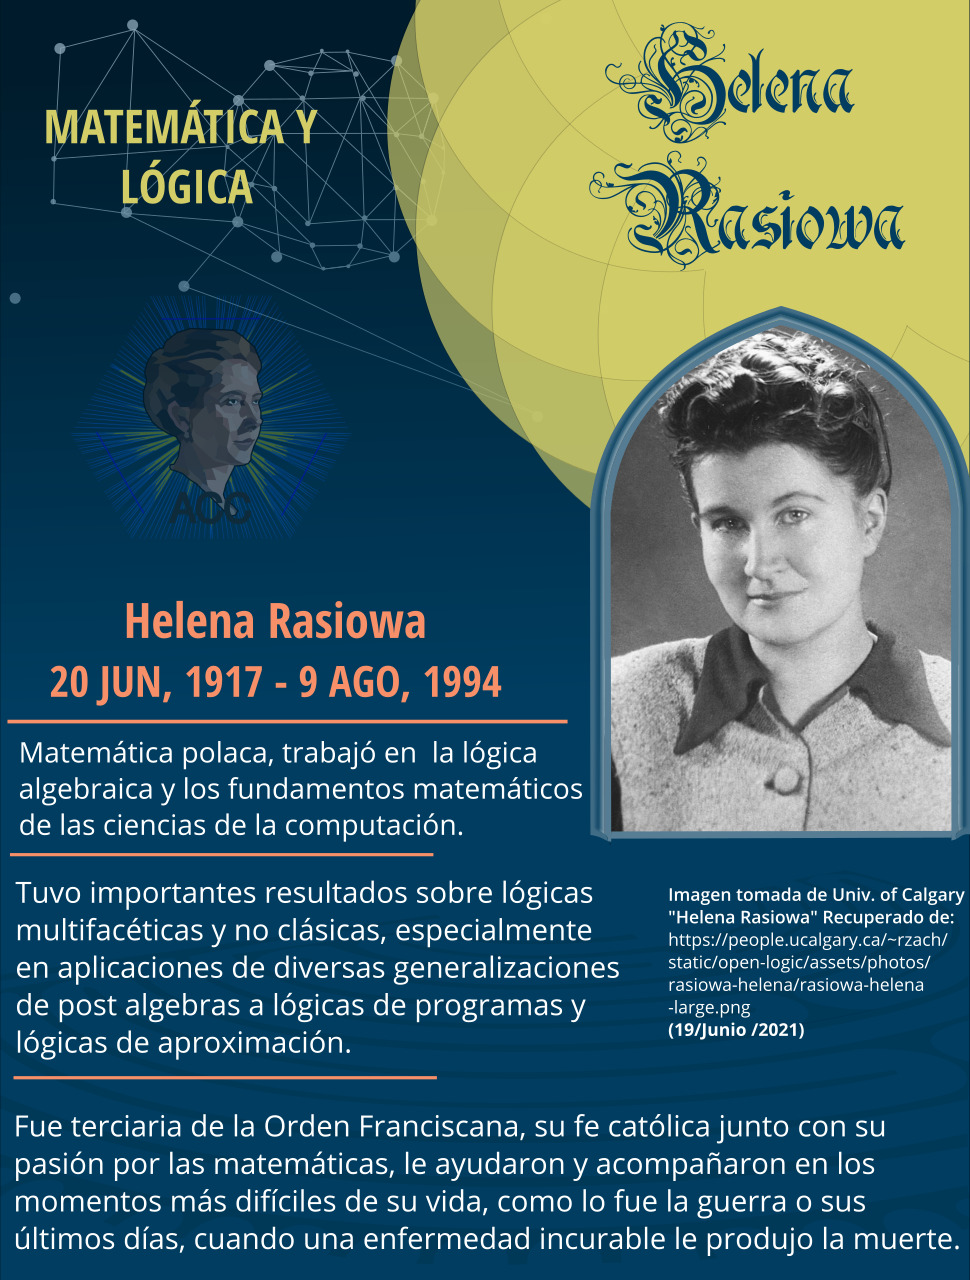 MATEMÁTICA Y
LÓGICA
Helena
Rasiowa
ACC
Helena Rasiowa
20 JUN, 1917 - 9 AGO, 1994
Matemática polaca, trabajó en  la lógica
algebraica y los fundamentos matemáticos
de las ciencias de la computación.
Tuvo importantes resultados sobre lógicas
multifacéticas y no clásicas, especialmente
en aplicaciones de diversas generalizaciones
de post algebras a lógicas de programas y
lógicas de aproximación.
Imagen tomada de Univ. of Calgary
"Helena Rasiowa" Recuperado de:
https://people.ucalgary.ca/~rzach/
static/open-logic/assets/photos/
rasiowa-helena/rasiowa-helena
-large.png
(19/Junio /2021)
Fue terciaria de la Orden Franciscana, su fe católica junto con su
pasión por las matemáticas, le ayudaron y acompañaron en los
momentos más difíciles de su vida, como lo fue la guerra o sus
últimos días, cuando una enfermedad incurable le produjo la muerte.